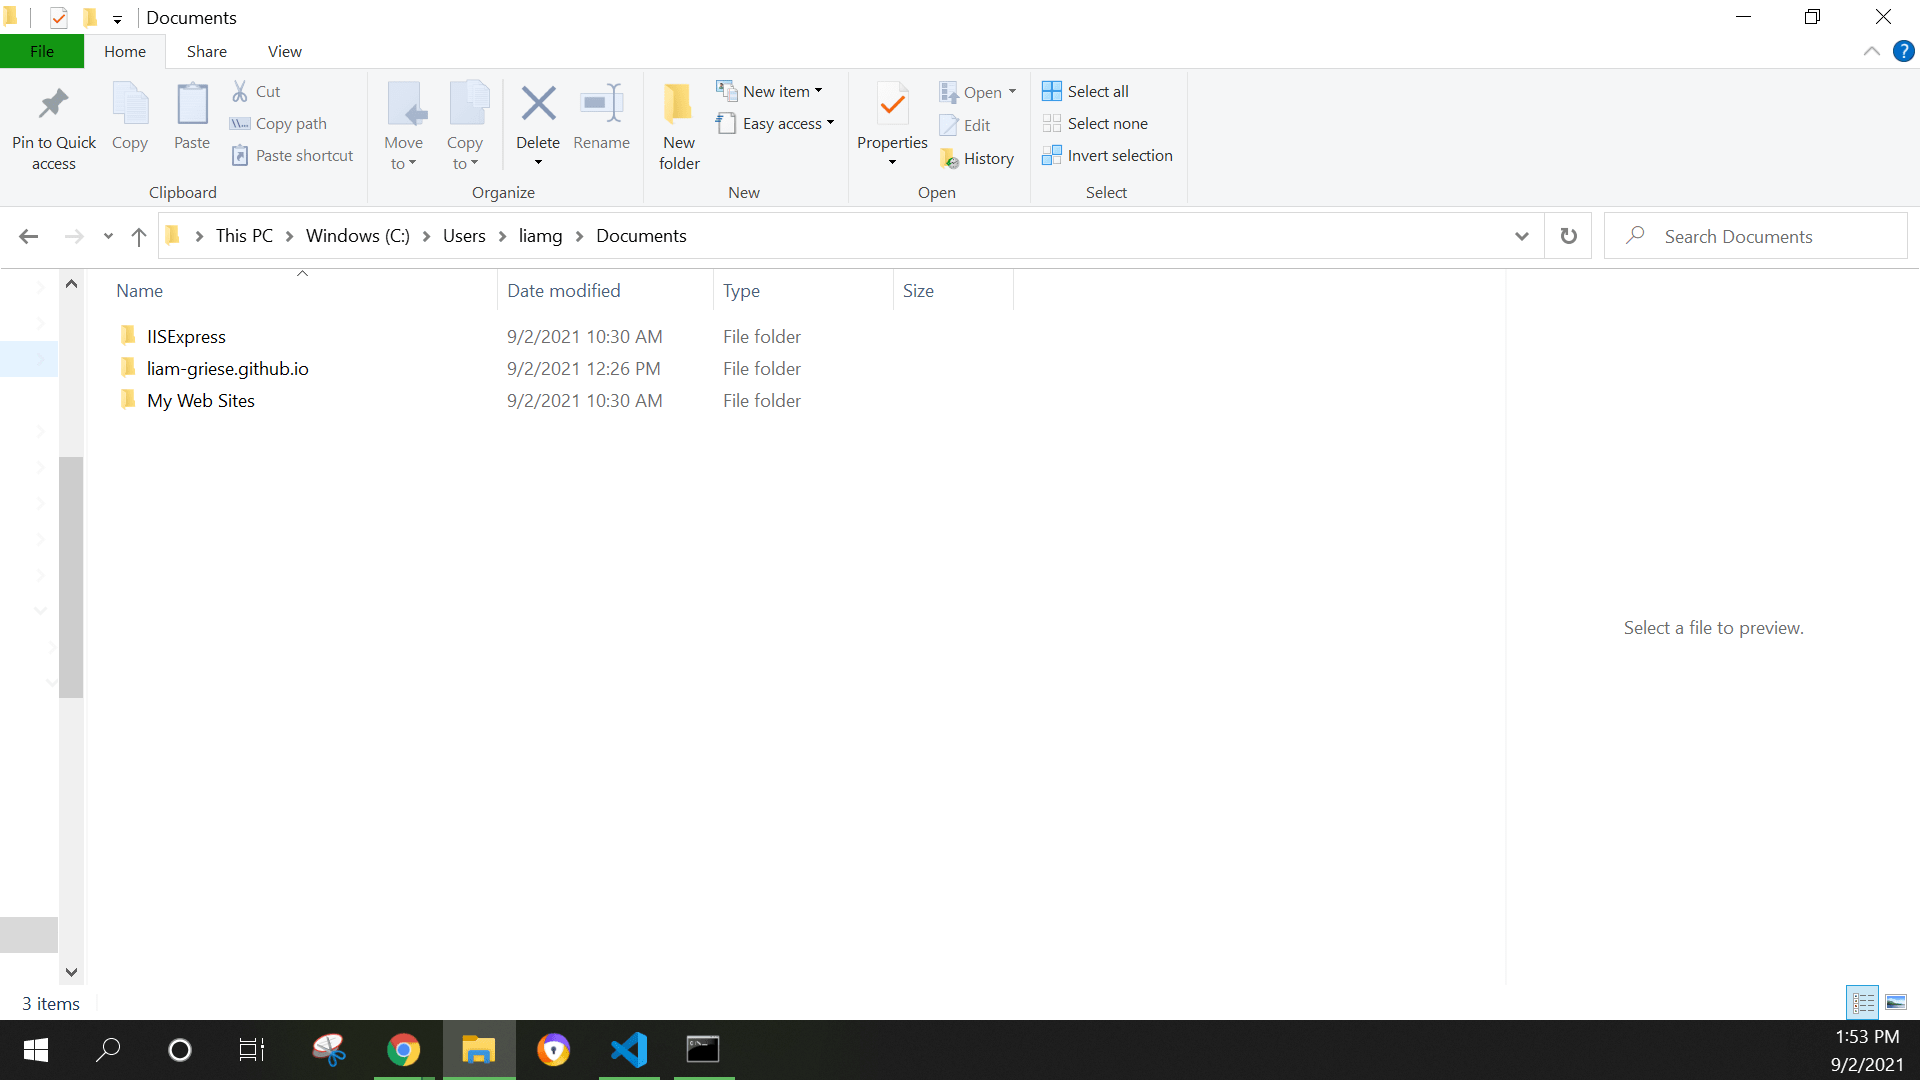 Documents
File Home Share View
Pin to Quick access
Copy
Paste
Cut
Copy path
Paste shortcut
Clipboard
Move to
Copy to
Delete
Rename
Organize
New folder
New item
Easy access
New
Properties
Open
Edit
History
Open
Select all
Select none
Invert selection
Select
This PC Windows (C:) Users liamg Documents
Search Documents
Name Date modified Type Size
IISExpress 9/2/2021 10:30 AM File folder
liam-griese.github.io 9/2/2021 12:26 PM File folder
My Web Sites 9/2/2021 10:30 AM File folder
Select a file to preview.
3 items
1:53 PM
9/2/2021